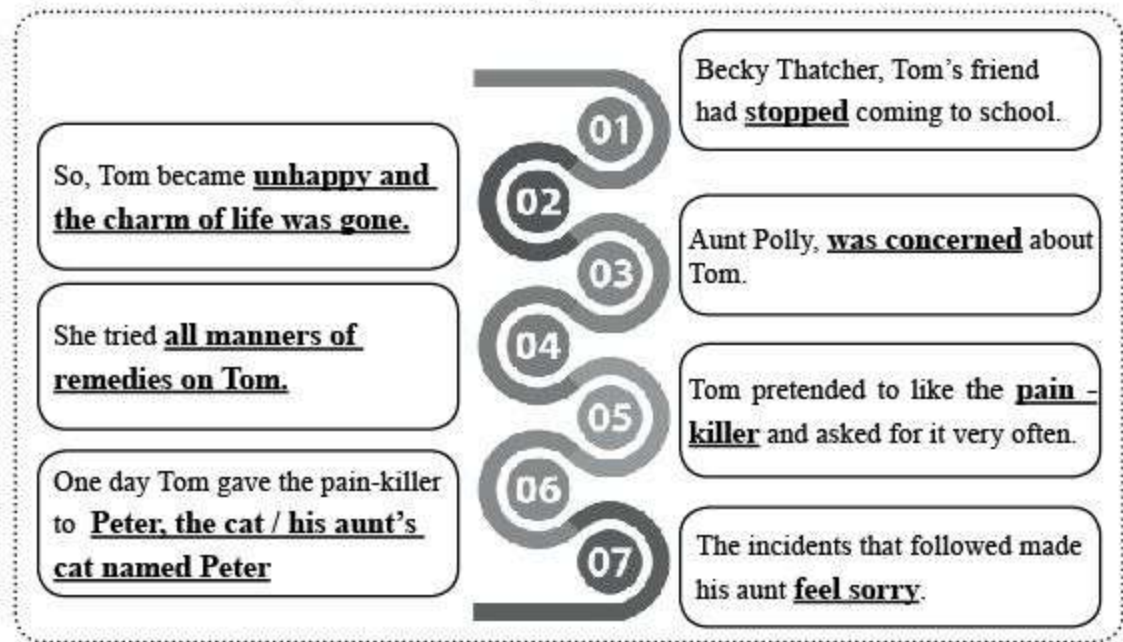 01
Becky Thatcher, Tom's friend
had stopped coming to school.
02
So, Tom became unhappy and
the charm of life was gone.
03
Aunt Polly, was concerned about
Tom.
04
She tried all manners of
remedies on Tom.
05
Tom pretended to like the pain -
killer and asked for it very often.
06
One day Tom gave the pain-killer
to Peter, the cat / his aunt's
cat named Peter
07
The incidents that followed made
his aunt feel sorry.